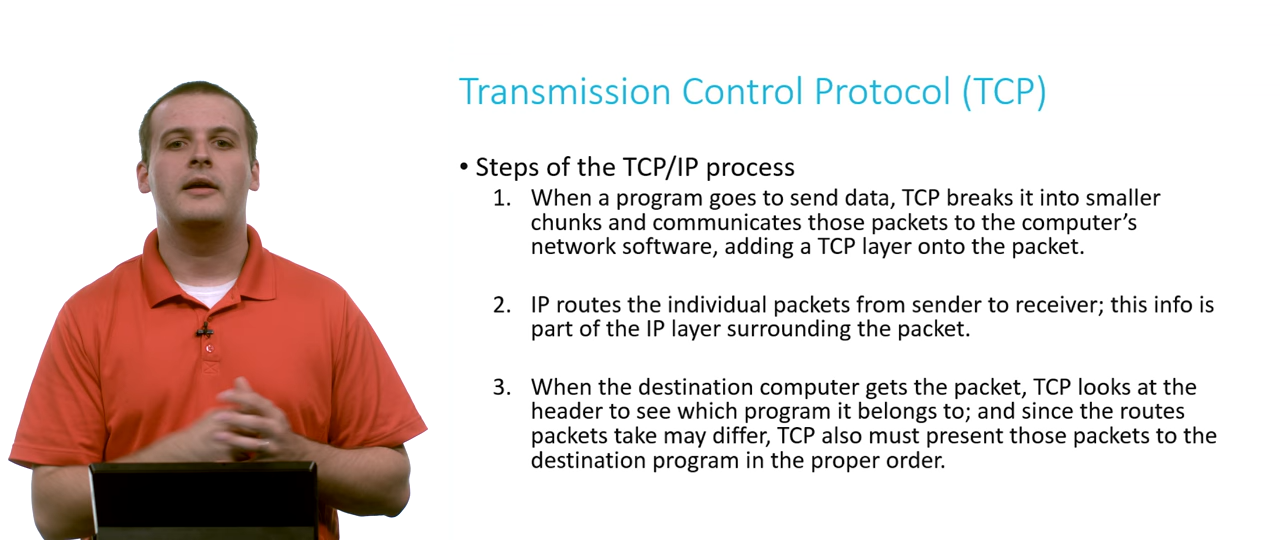 Transmission Control Protocol (TCP)
• Steps of the TCP/IP process
1. When a program goes to send data, TCP breaks it into smaller
chunks and communicates those packets to the computer’s
network software, adding a TCP layer onto the packet.
2. IP routes the individual packets from sender to receiver; this info is
part of the IP layer surrounding the packet.
3. When the destination computer gets the packet, TCP looks at the
header to see which program it belongs to; and since the routes
packets take may differ, TCP also must present those packets to the
destination program in the proper order.